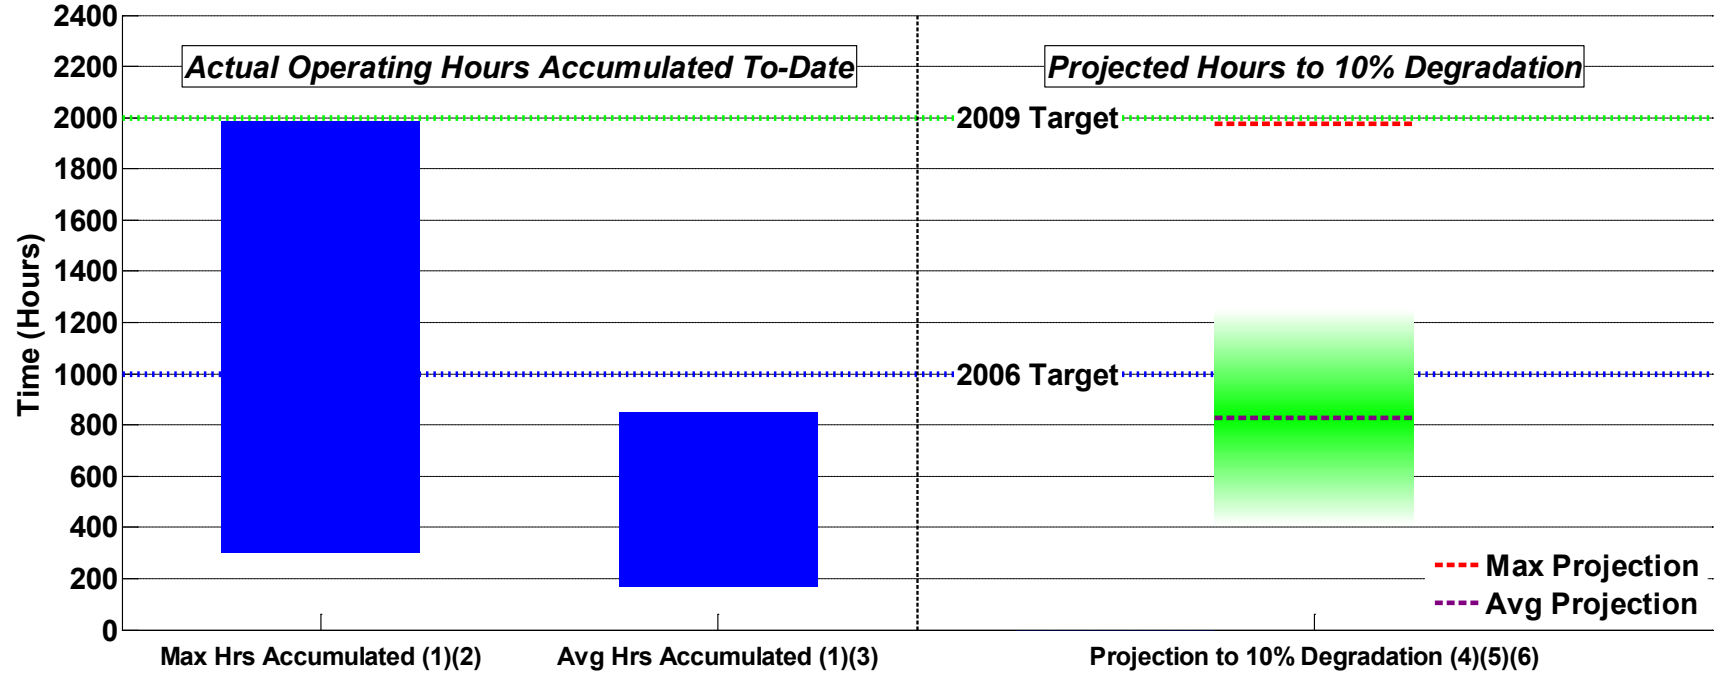 2400
2200
2000
1800
1600
1400
1200
1000
800
600
400
200
0
Time (Hours)
Actual Operating Hours Accumulated To-Date
Projected Hours to 10% Degradation
2009 Target
2006 Target
Max Projection
Avg Projection
Max Hrs Accumulated (1)(2)
Avg Hrs Accumulated (1)(3)
Projection to 10% Degradation (4)(5)(6)